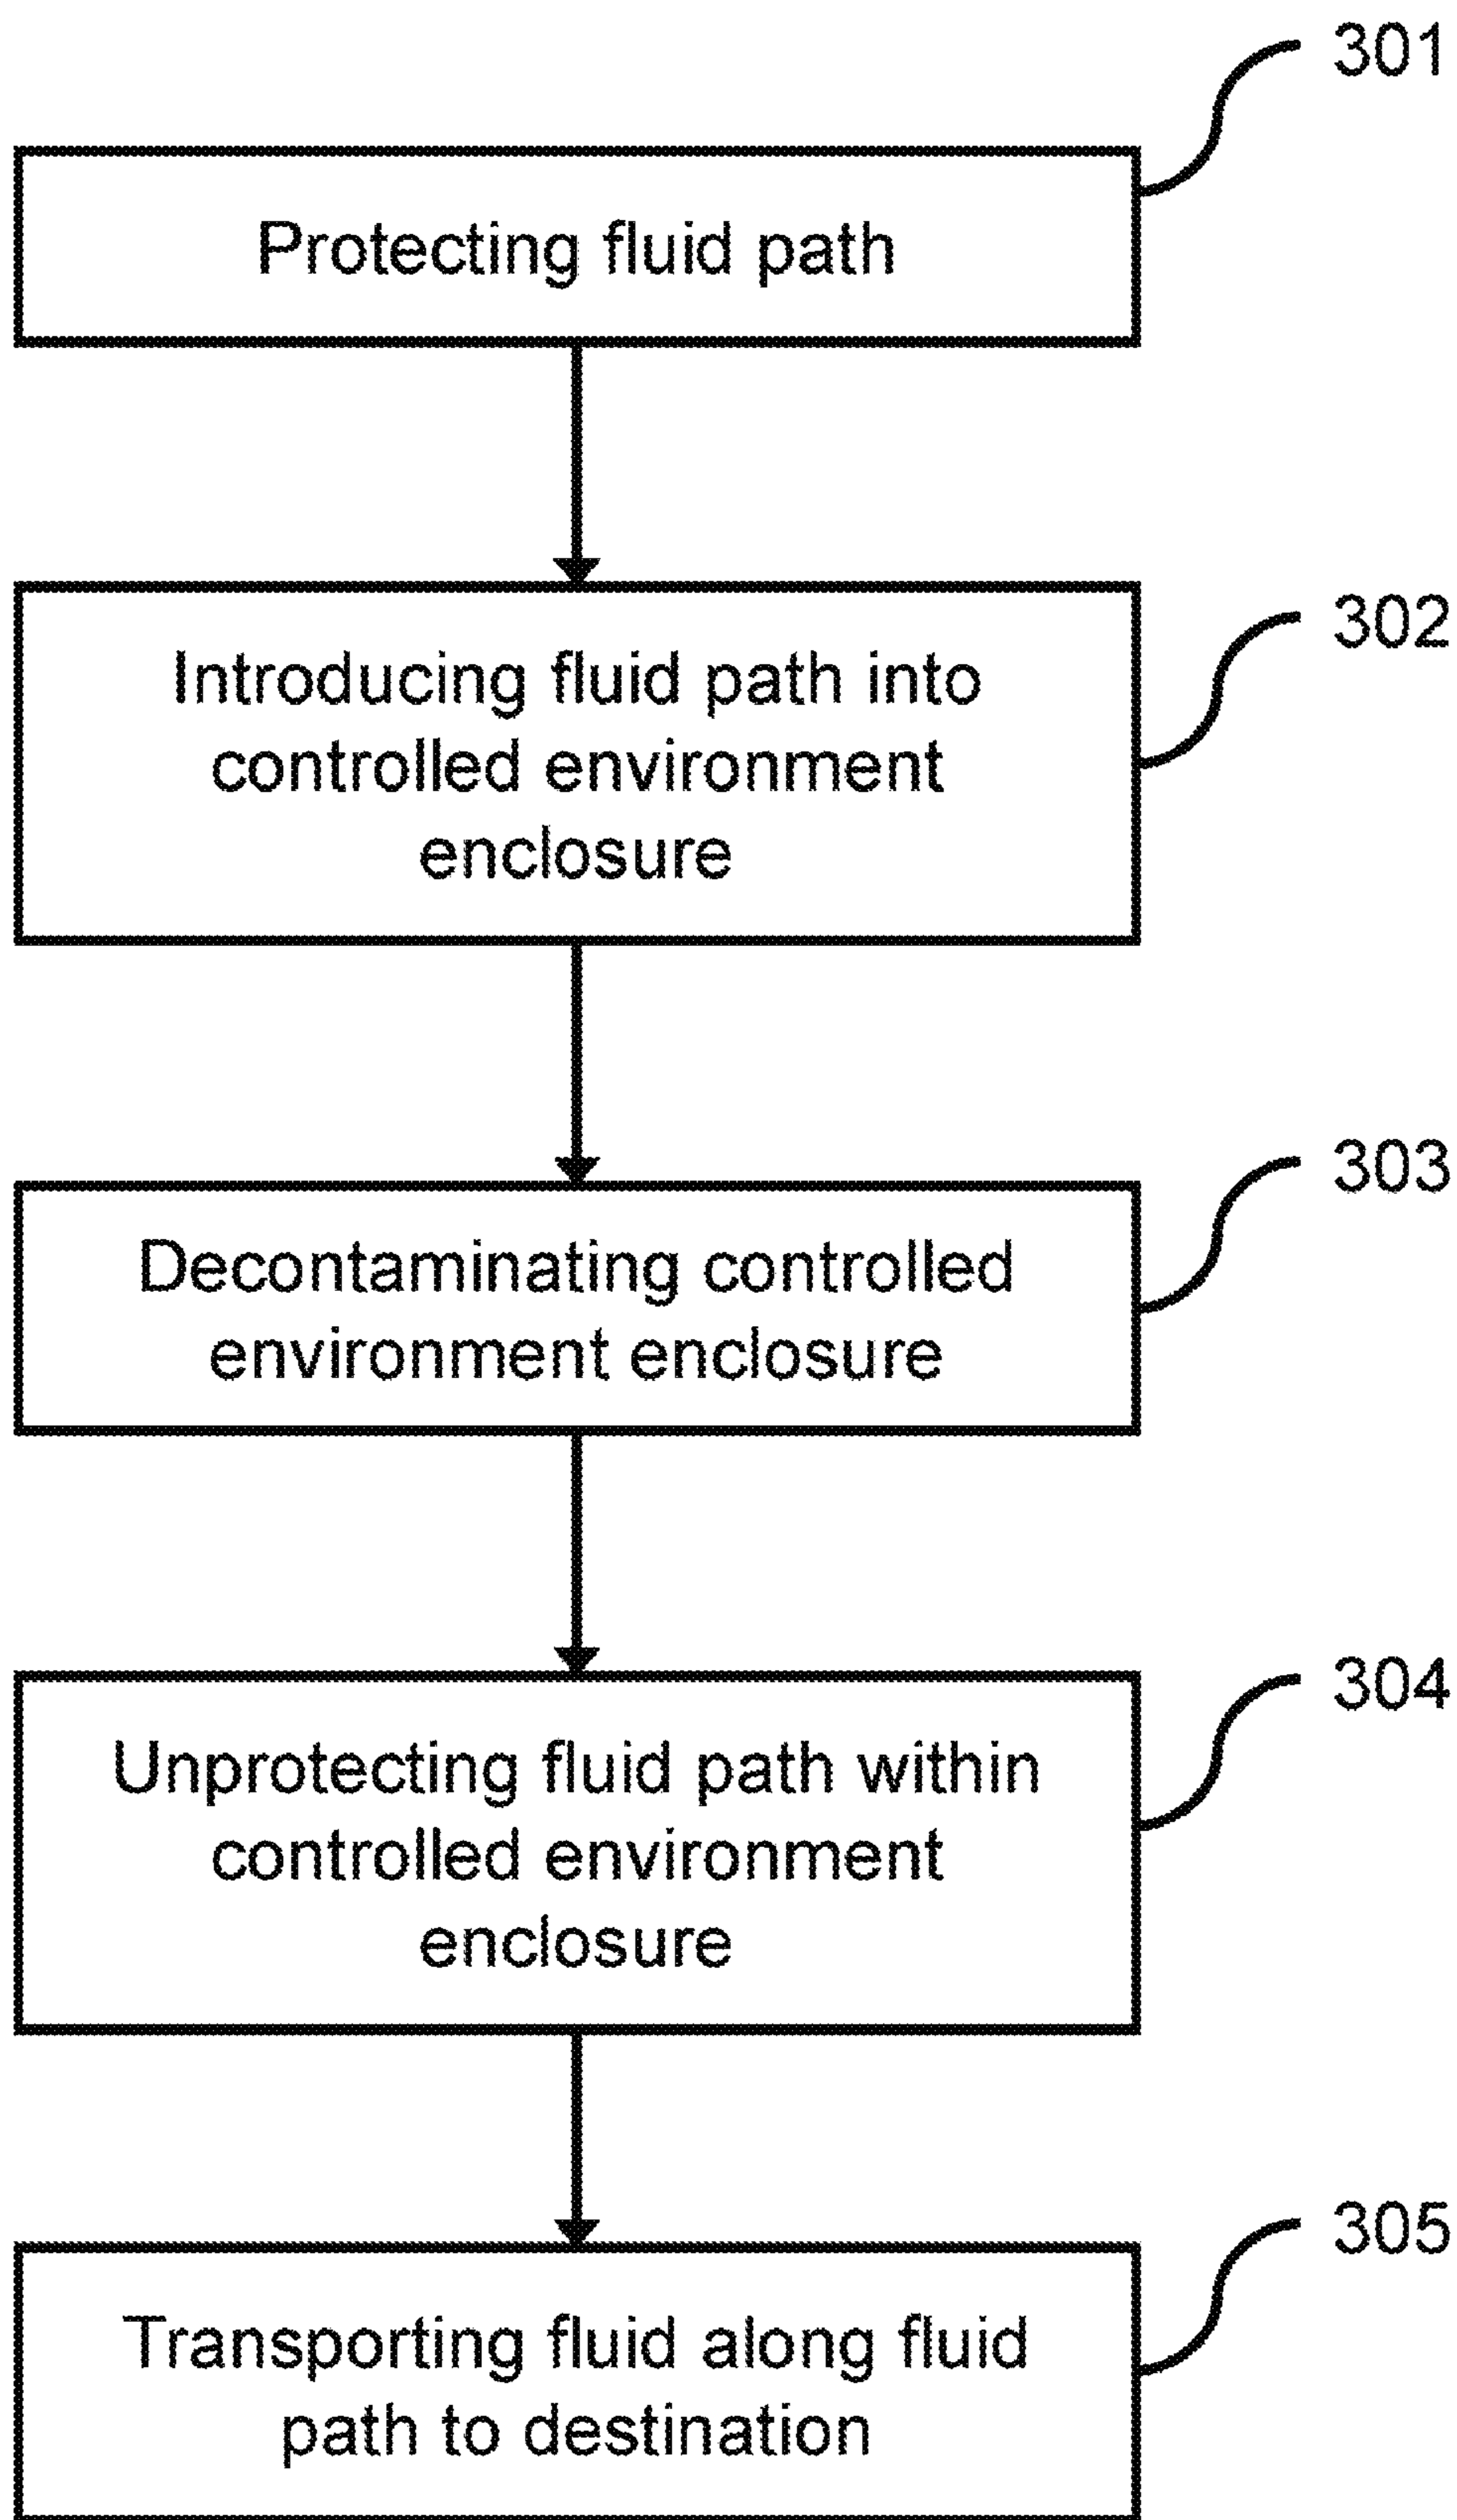 301
Protecting fluid path
302
Introducing fluid path into
controlled environment
enclosure
303
Decontaminating controlled
environment enclosure
304
Unprotecting fluid path within
controlled environment
enclosure
305
Transporting fluid along fluid
path to destination